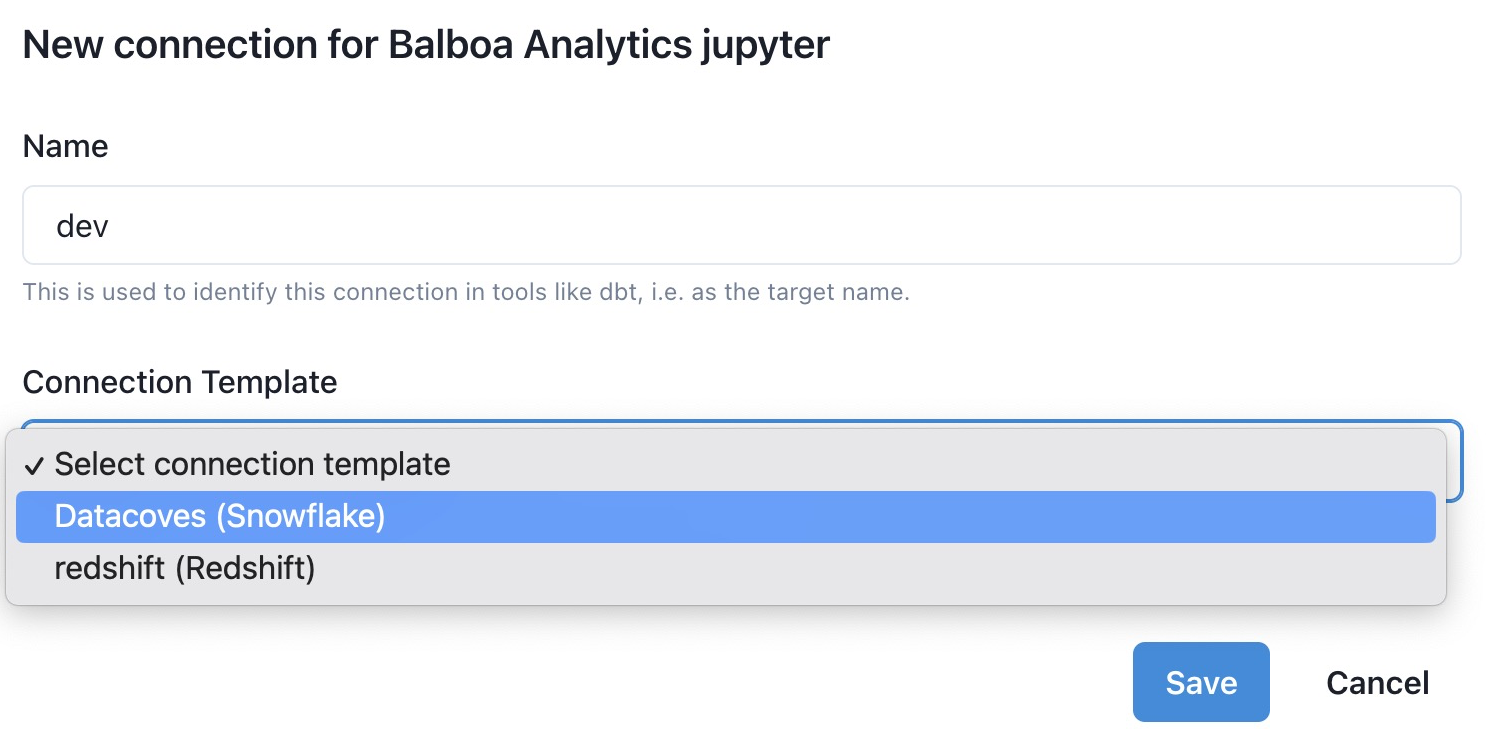 New connection for Balboa Analytics jupyter
Name
dev
This is used to identify this connection in tools like dbt, i.e. as the target name.
Connection Template
✓ Select connection template
Datacoves (Snowflake)
redshift (Redshift)
Save Cancel